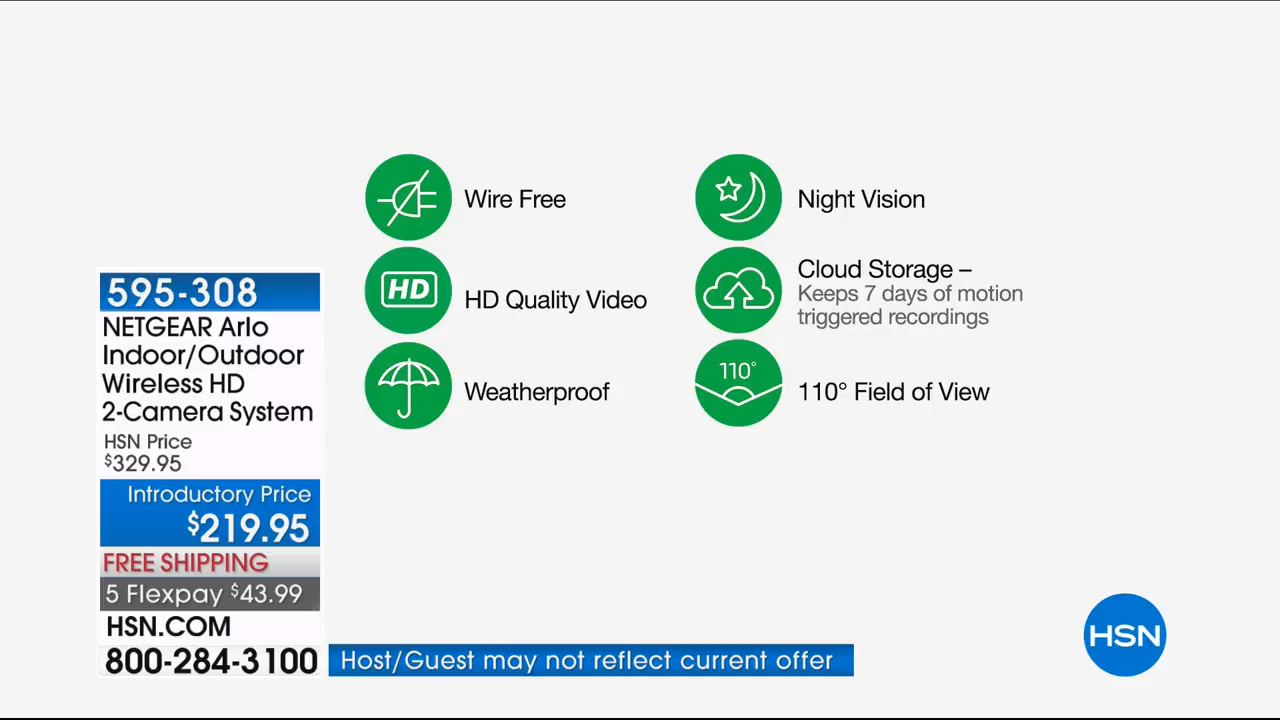 Wire Free
Night Vision
HD
HD Quality Video
Cloud Storage –
Keeps 7 days of motion
triggered recordings
Weatherproof
110°
110° Field of View
595-308
NETGEAR Arlo
Indoor/Outdoor
Wireless HD
2-Camera System
HSN Price
$329.95
Introductory Price
$219.95
FREE SHIPPING
5 Flexpay $43.99
HSN.COM
800-284-3100
Host/Guest may not reflect current offer
HSN